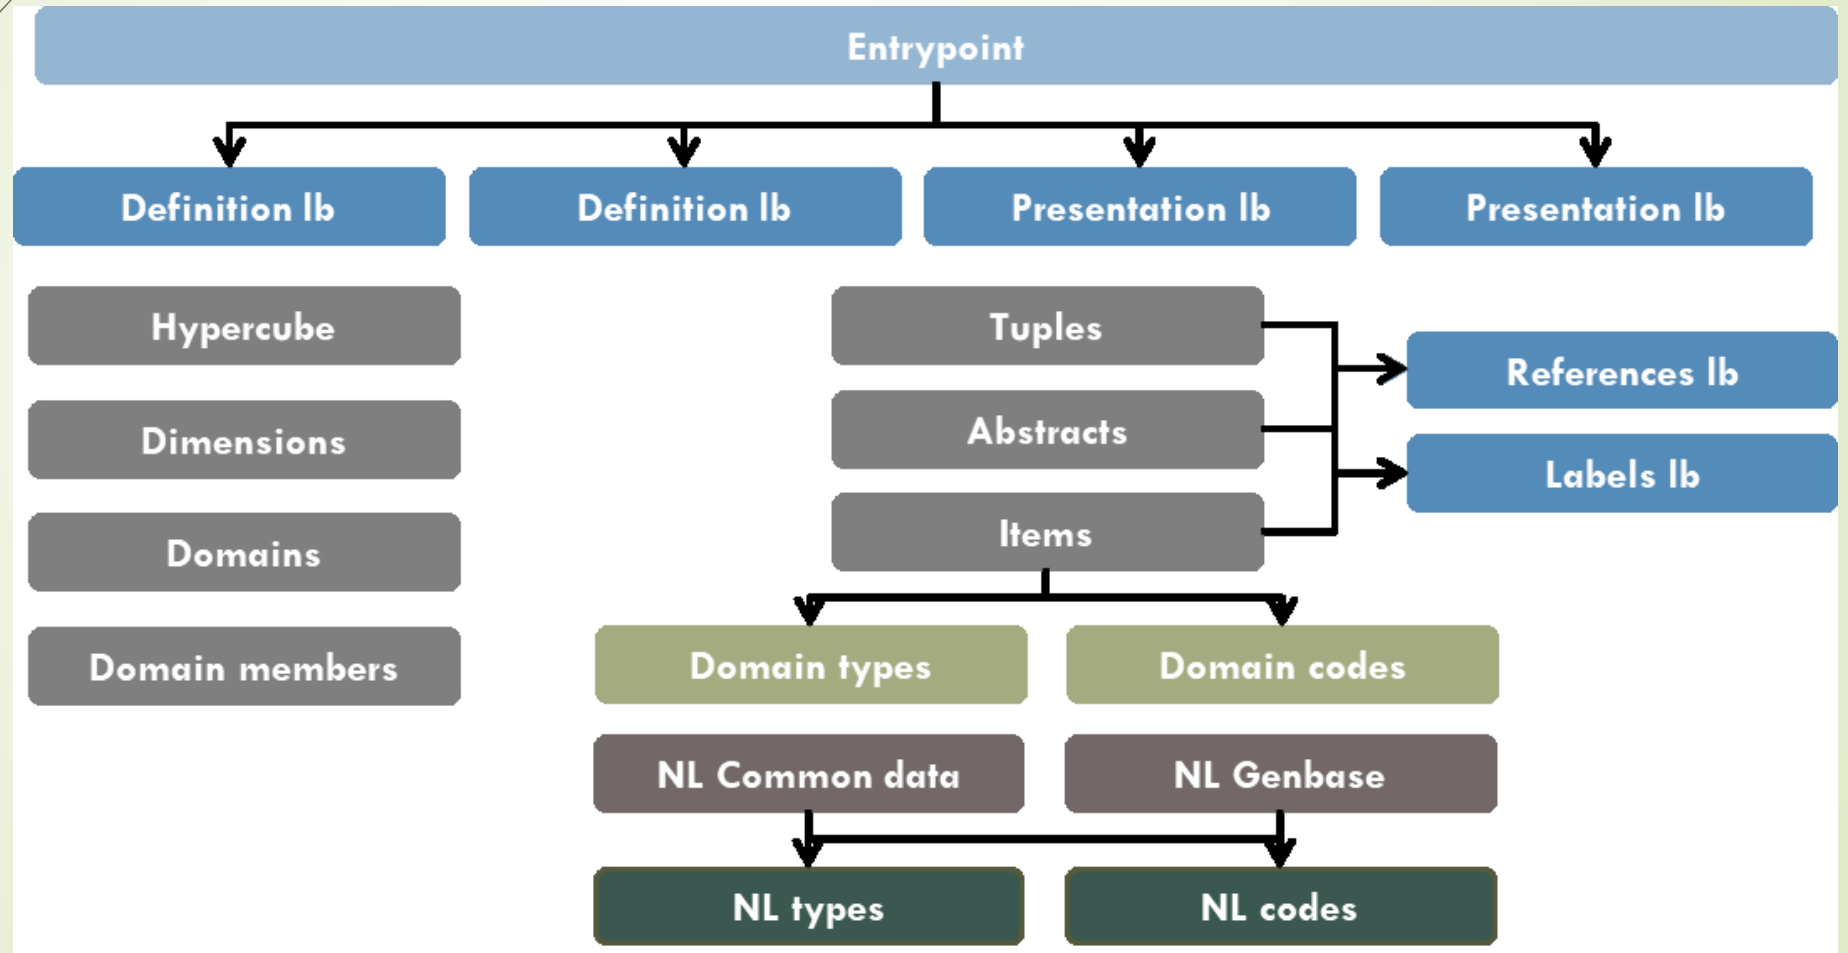 Entrypoint
Definition lb
Definition lb
Presentation lb
Presentation lb
Hypercube
Dimensions
Domains
Domain members
Tuples
Abstracts
Items
References lb
Labels lb
Domain types
Domain codes
NL Common data
NL Genbase
NL types
NL codes